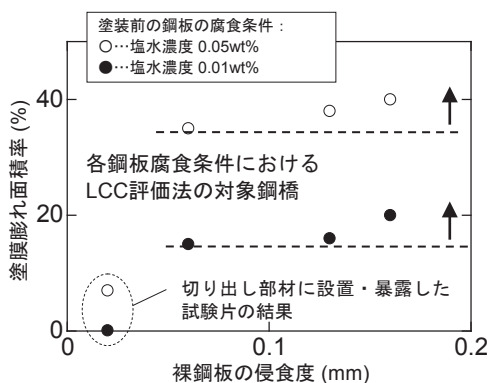 塗装前の鋼板の腐食条件：
○…塩水濃度 0.05wt%
●…塩水濃度 0.01wt%
塗膜膨れ面積率 (%)
40
20
0
各鋼板腐食条件における
LCC評価法の対象鋼橋
切り出し部材に設置・暴露した
試験片の結果
0
0.1
0.2
裸鋼板の侵食度 (mm)